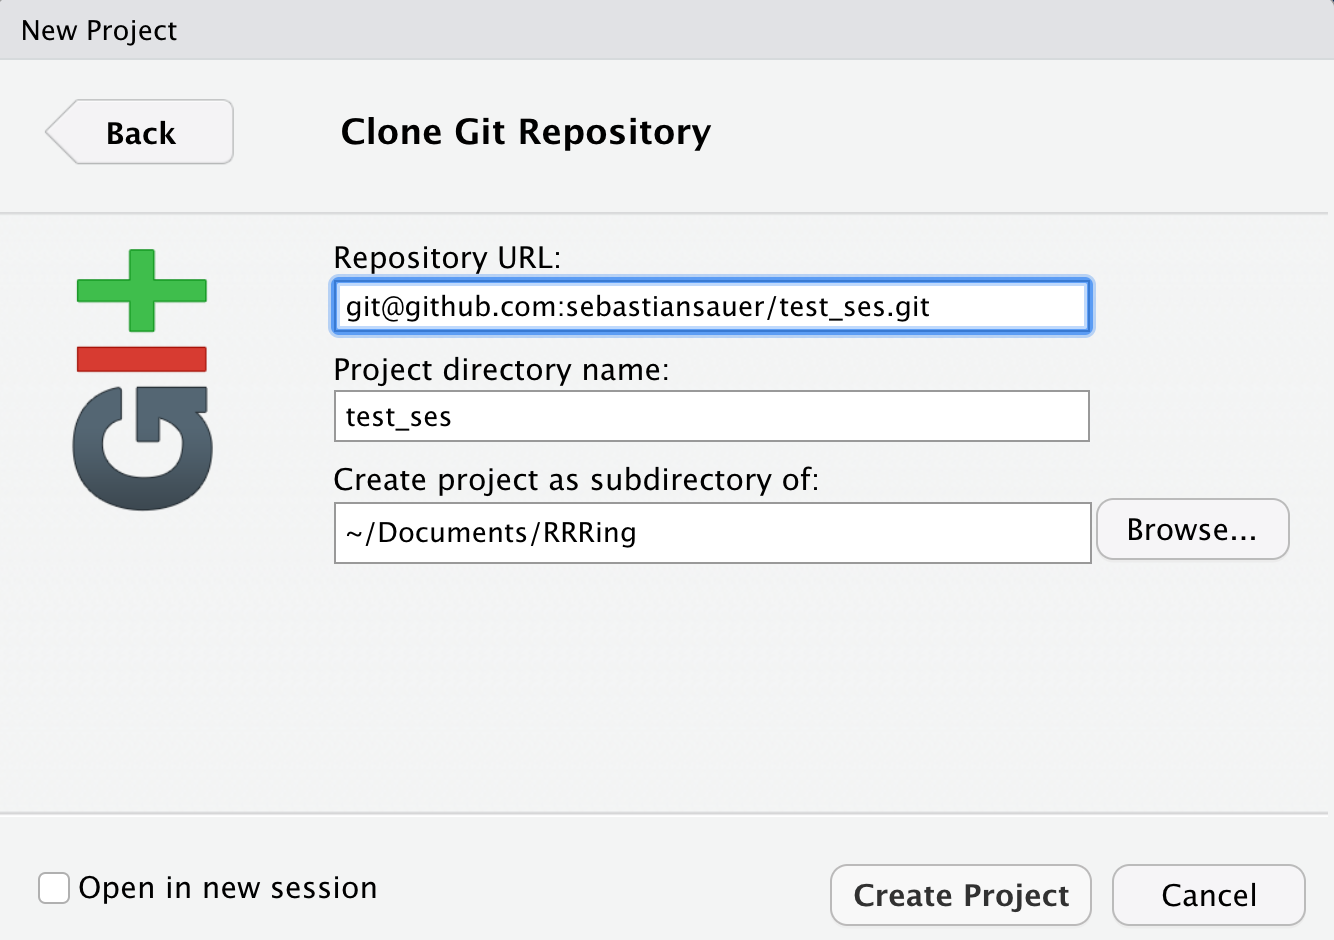 New Project
Back
Clone Git Repository
GIT
Repository URL:
git@github.com:sebastiansauer/test_ses.git
Project directory name:
test_ses
Create project as subdirectory of:
~/Documents/RRRing
Browse...
Open in new session
Create Project
Cancel